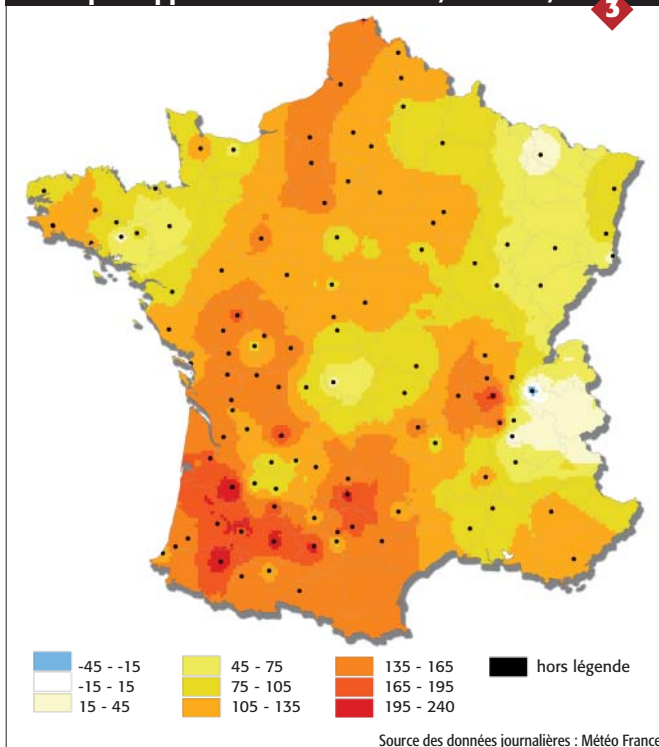 3
-45 - -15
-15 - 15
15 - 45
45 - 75
75 - 105
105 - 135
135 - 165
165 - 195
195 - 240
hors légende
Source des données journalières : Météo France